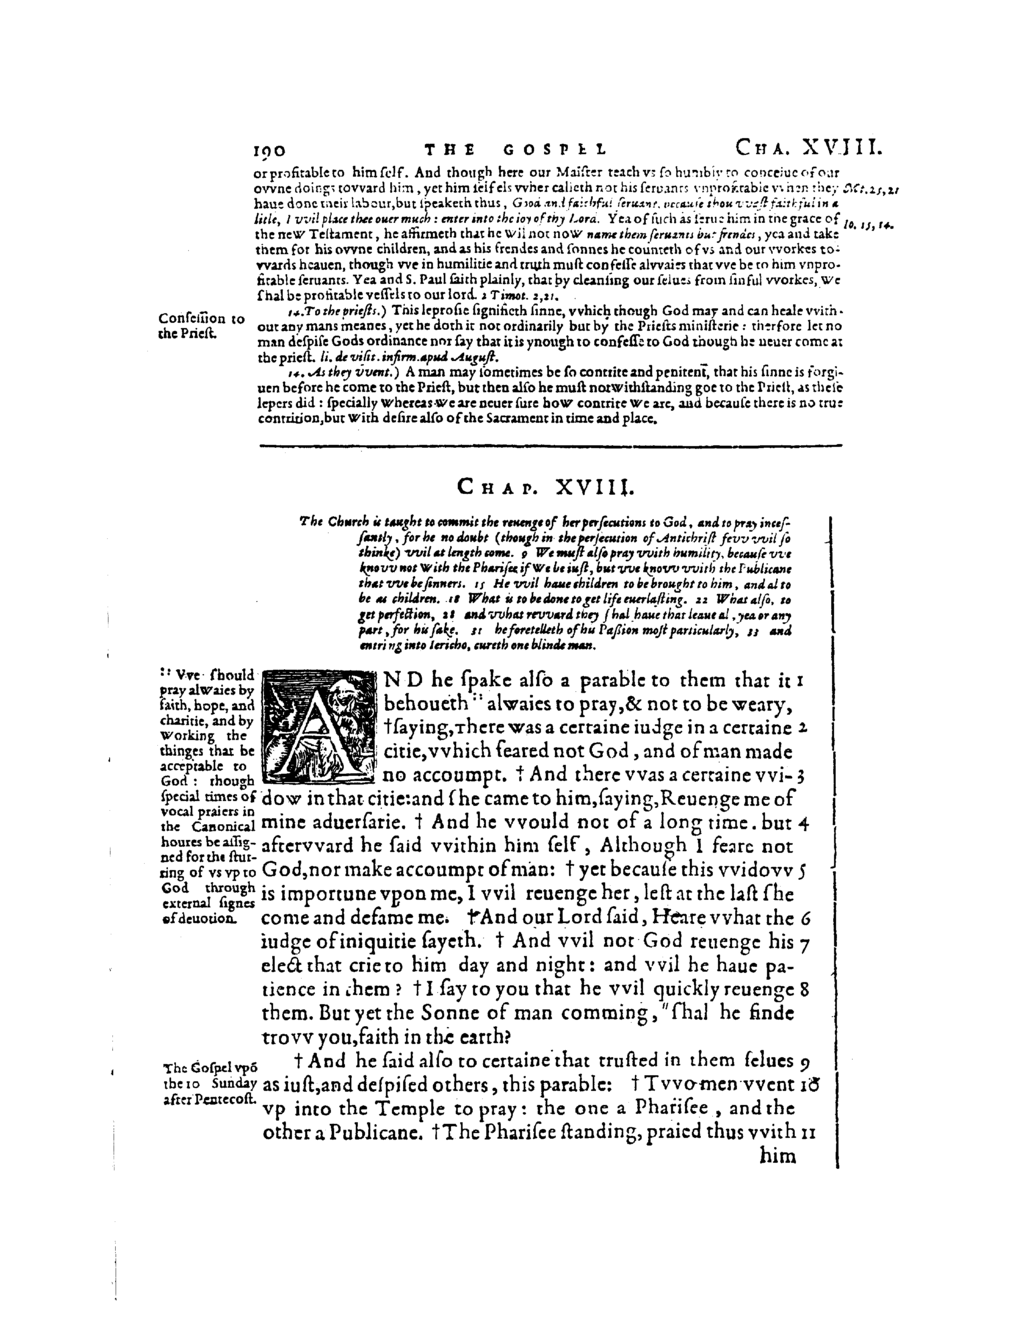 190 THE GOSPEL CHA. XVIII.
or profitable to him ſelf. And though here our Maiſter teach vs ſo humbly to conceiue of our
ovvne doings tovvard him, yet him ſelf els vvher calleth not his ſeruants vnprofitable vvhen they
haue done their labour, but ſpeaketh thus, Good and faithful ſeruant, becauſe thou vvaſt faithful in a
litle, I vvil place thee ouer much: enter into the ioy of thy Lord. Yea of ſuch as ſerue him in the grace of
the new Teſtament, he affirmeth that he wil not now name them ſeruants but frendes, yea and take
them for his ovvne children, and as his frendes and ſonnes he counteth of vs and our vvorkes to-
vvards heauen, though vve in humilitie and truth muſt confeſſe alvvaies that vve be to him vnpro-
fitable ſeruants. Yea and S. Paul ſaith plainly, that by cleanſing our ſelues from ſinful vvorkes, we
ſhal be profitable veſſels to our lord. 2 Timot. 2,21.
Mt. 25,21
Io. 15, 14.
14. To the prieſts.) This leproſie ſignifieth ſinne, vvhich though God may and can heale vvith-
out any mans meanes, yet he doth it not ordinarily but by the Prieſts miniſterie: therfore let no
man deſpiſe Gods ordinance nor ſay that it is ynough to confeſſe to God though he neuer come at
the prieſt. li. de viſit. infirm. apud Auguſt.
Confeſſion to
the Prieſt.
14. As they vvent.) A man may ſometimes be ſo contrite and penitent, that his ſinne is forgi-
uen before he come to the Prieſt, but then alſo he muſt notwithſtanding goe to the Prieſt, as theſe
lepers did: ſpecially whereas we are neuer ſure how contrite we are, and becauſe there is no true
contrition, but with deſire alſo of the Sacrament in time and place.
CHAP. XVIII.
The Church is taught to commit the reuenge of her perſecutions to God, and to pray inceſ-
ſantly, for he no doubt (though in the perſecution of Antichriſt fevv vvil ſo
thinke) vvil at length come. 9 We muſt alſo pray vvith humility, becauſe vve
knovv not with the Phariſee if we be iuſt, but vve knovv vvith the Publicane
that vve be ſinners. 15 He vvil haue children to be brought to him, and al to
be as children. 18 What is to be done to get life euerlaſting. 22 What alſo, to
get perfection, 28 and vvhat revvard they ſhal haue that leaue al, yea or any
part, for his ſake. 31 he foretelleth of his Paſsion moſt particularly, 35 and
entring into Iericho, cureth one blinde man.
:: Vve ſhould
pray alwaies by
faith, hope, and
charitie, and by
working the
thinges that be
acceptable to
God: though
ſpecial times of
vocal praiers in
the Canonical
houres be aſſig-
ned for the ſtur-
ring of vs vp to
God through
external ſignes
of deuotion.
AND he ſpake alſo a parable to them that it 1
behoueth :: alwaies to pray, & not to be weary,
† ſaying, There was a certaine iudge in a certaine 2
citie, vvhich feared not God, and of man made
no accoumpt. † And there vvas a certaine vvi- 3
dow in that citie: and ſhe came to him, ſaying, Reuenge me of
mine aduerſarie. † And he vvould not of a long time. but 4
aftervvard he ſaid vvithin him ſelf, Although I feare not
God, nor make accoumpt of man: † yet becauſe this vvidovv 5
is importune vpon me, I vvil reuenge her, leſt at the laſt ſhe
come and defame me. † And our Lord ſaid, Heare vvhat the 6
iudge of iniquitie ſayeth. † And vvil not God reuenge his 7
elect that crie to him day and night: and vvil he haue pa-
tience in them? † I ſay to you that he vvil quickly reuenge 8
them. But yet the Sonne of man comming, "ſhal he finde
trovv you, faith in the earth?
The Goſpel vpõ
the 10 Sunday
after Pentecoſt.
† And he ſaid alſo to certaine that truſted in them ſelues 9
as iuſt, and deſpiſed others, this parable: † Tvvo men vvent 10
vp into the Temple to pray: the one a Phariſee, and the
other a Publicane. † The Phariſee ſtanding, praied thus vvith 11
him